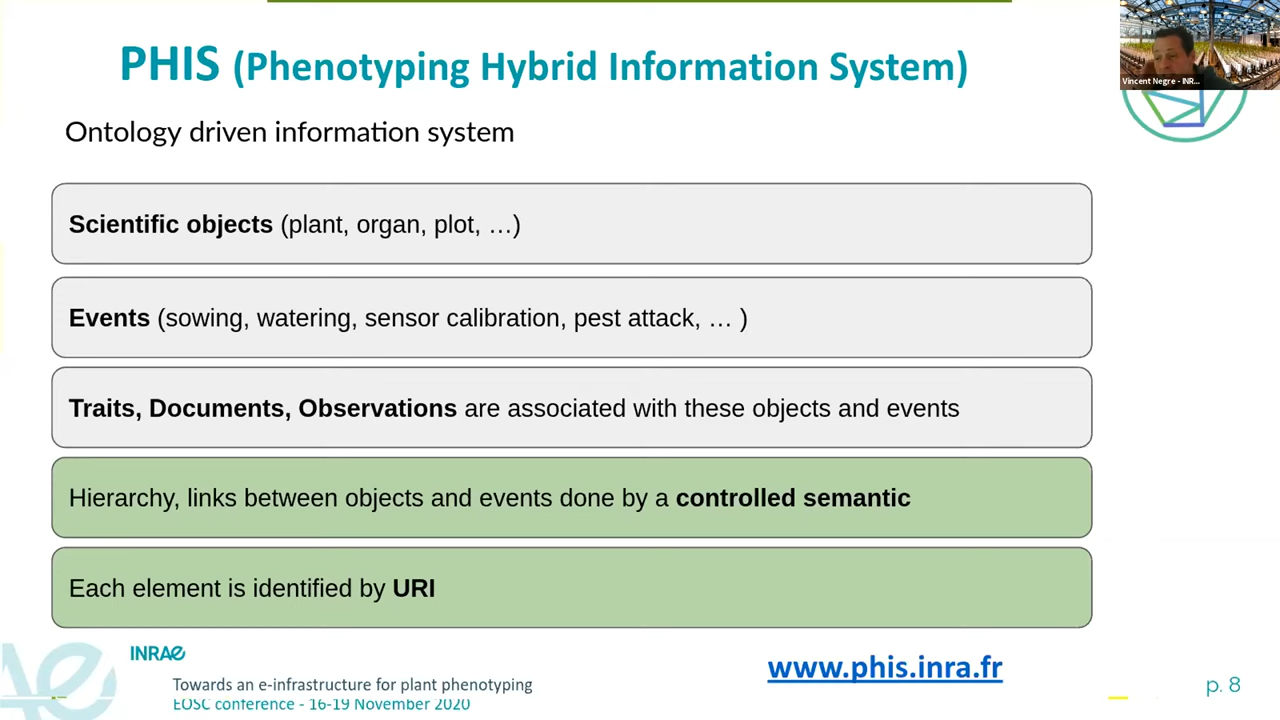 PHIS (Phenotyping Hybrid Information System)
Vincent Negre - INR...
Ontology driven information system
Scientific objects (plant, organ, plot, …)
Events (sowing, watering, sensor calibration, pest attack, … )
Traits, Documents, Observations are associated with these objects and events
Hierarchy, links between objects and events done by a controlled semantic
Each element is identified by URI
INRAE
www.phis.inra.fr
Towards an e-infrastructure for plant phenotyping
EOSC conference - 16-19 November 2020
p. 8